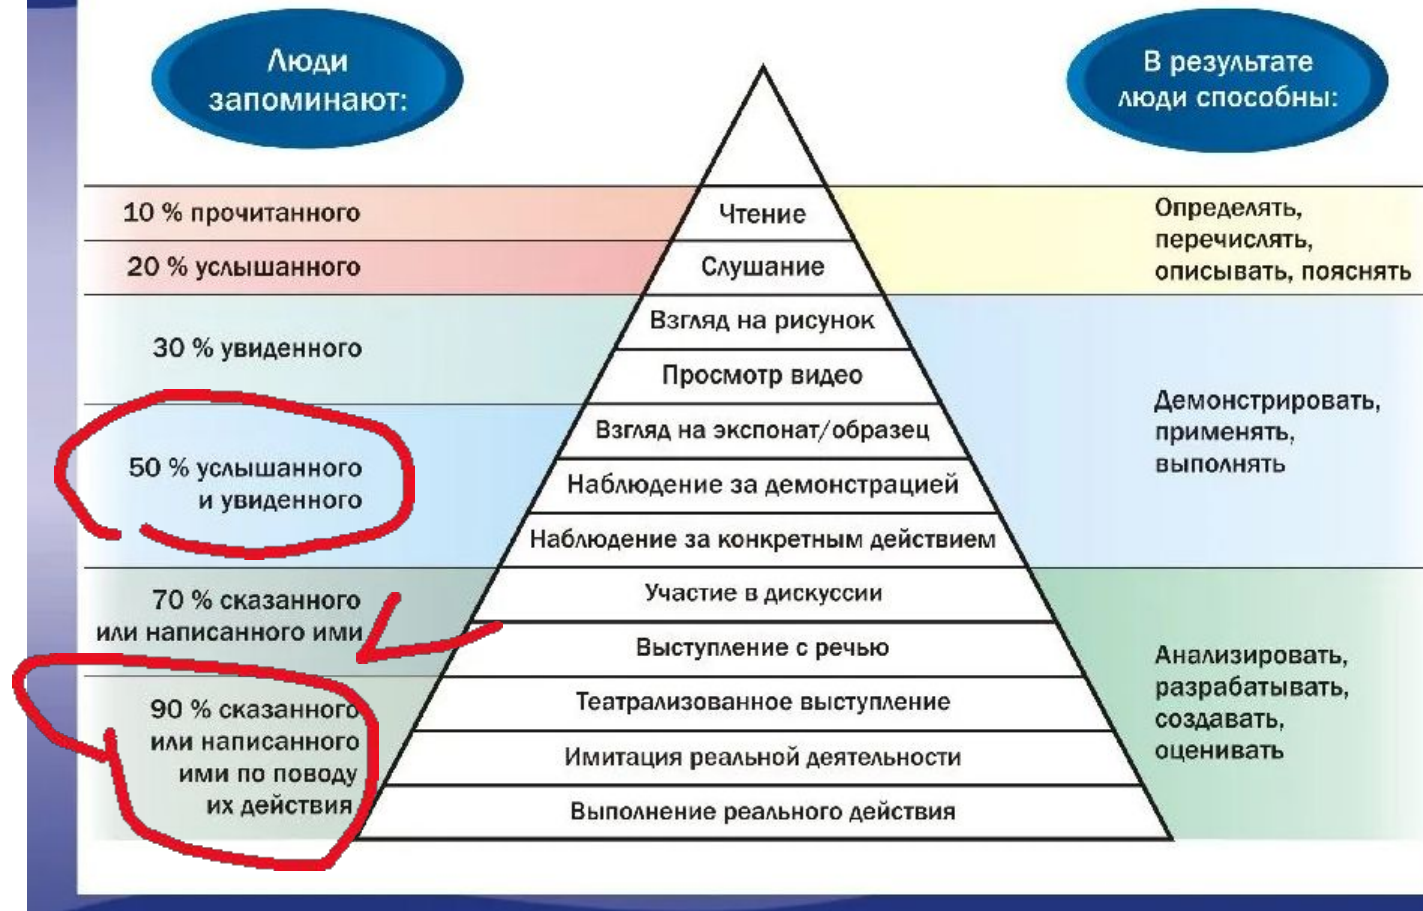 Люди
запоминают:
В результате
люди способны:
10 % прочитанного
20 % услышанного
30 % увиденного
50 % услышанного
и увиденного
70 % сказанного
или написанного ими
90 % сказанного
или написанного
ими по поводу
их действия
Чтение
Слушание
Взгляд на рисунок
Просмотр видео
Взгляд на экспонат/образец
Наблюдение за демонстрацией
Наблюдение за конкретным действием
Участие в дискуссии
Выступление с речью
Театрализованное выступление
Имитация реальной деятельности
Выполнение реального действия
Определять,
перечислять,
описывать, пояснять
Демонстрировать,
применять,
выполнять
Анализировать,
разрабатывать,
создавать,
оценивать